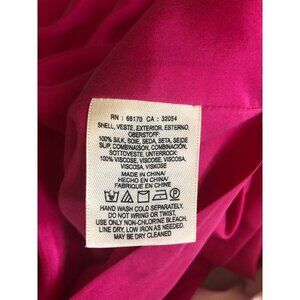 RN : 66170 CA : 32054
SHELL, VESTE, EXTERIOR, ESTERNO,
OBERSTOFF:
100% SILK, SOIE, SEDA, SETA, SEIDE
SLIP, COMBINAISON, COMBINACIÓN,
SOTTOVESTE, UNTERROCK:
100% VISCOSE, VISCOSE, VISCOSA,
VISCOSA, VISKOSE
MADE IN CHINA/
HECHO EN CHINA/
FABRIQUE EN CHINE
HAND WASH COLD SEPARATELY.
DO NOT WRING OR TWIST,
USE ONLY NON-CHLORINE BLEACH.
LINE DRY, LOW IRON AS NEEDED.
MAY BE DRY CLEANED